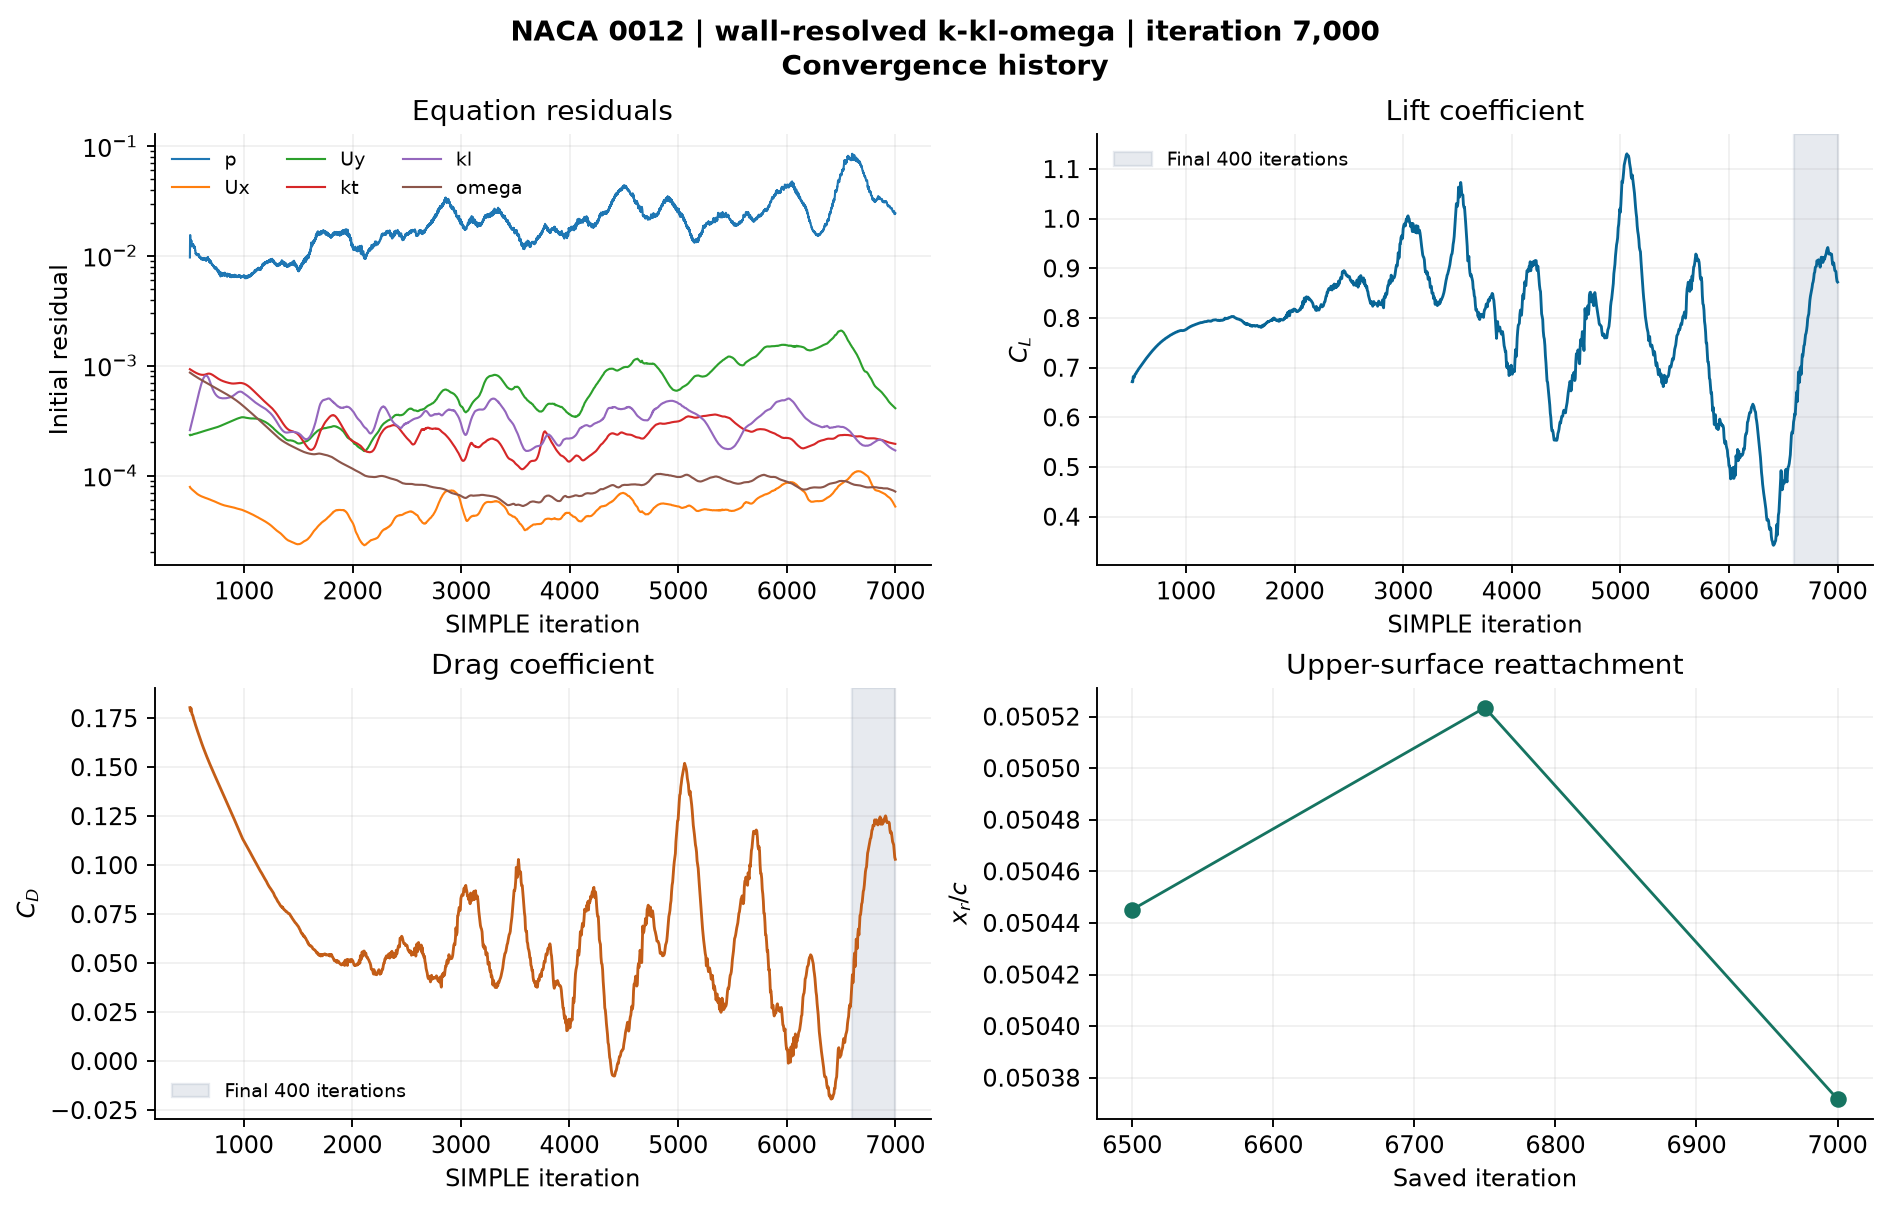 NACA 0012 | wall-resolved k-kl-omega | iteration 7,000
Convergence history
Equation residuals
10⁻¹
10⁻²
10⁻³
10⁻⁴
Initial residual
p
Ux
Uy
kt
kl
omega
1000 2000 3000 4000 5000 6000 7000
SIMPLE iteration
Lift coefficient
1.1
1.0
0.9
0.8
0.7
0.6
0.5
0.4
C_L
Final 400 iterations
1000 2000 3000 4000 5000 6000 7000
SIMPLE iteration
Drag coefficient
0.175
0.150
0.125
0.100
0.075
0.050
0.025
0.000
−0.025
C_D
Final 400 iterations
1000 2000 3000 4000 5000 6000 7000
SIMPLE iteration
Upper-surface reattachment
0.05052
0.05050
0.05048
0.05046
0.05044
0.05042
0.05040
0.05038
x_r/c
6500 6600 6700 6800 6900 7000
Saved iteration